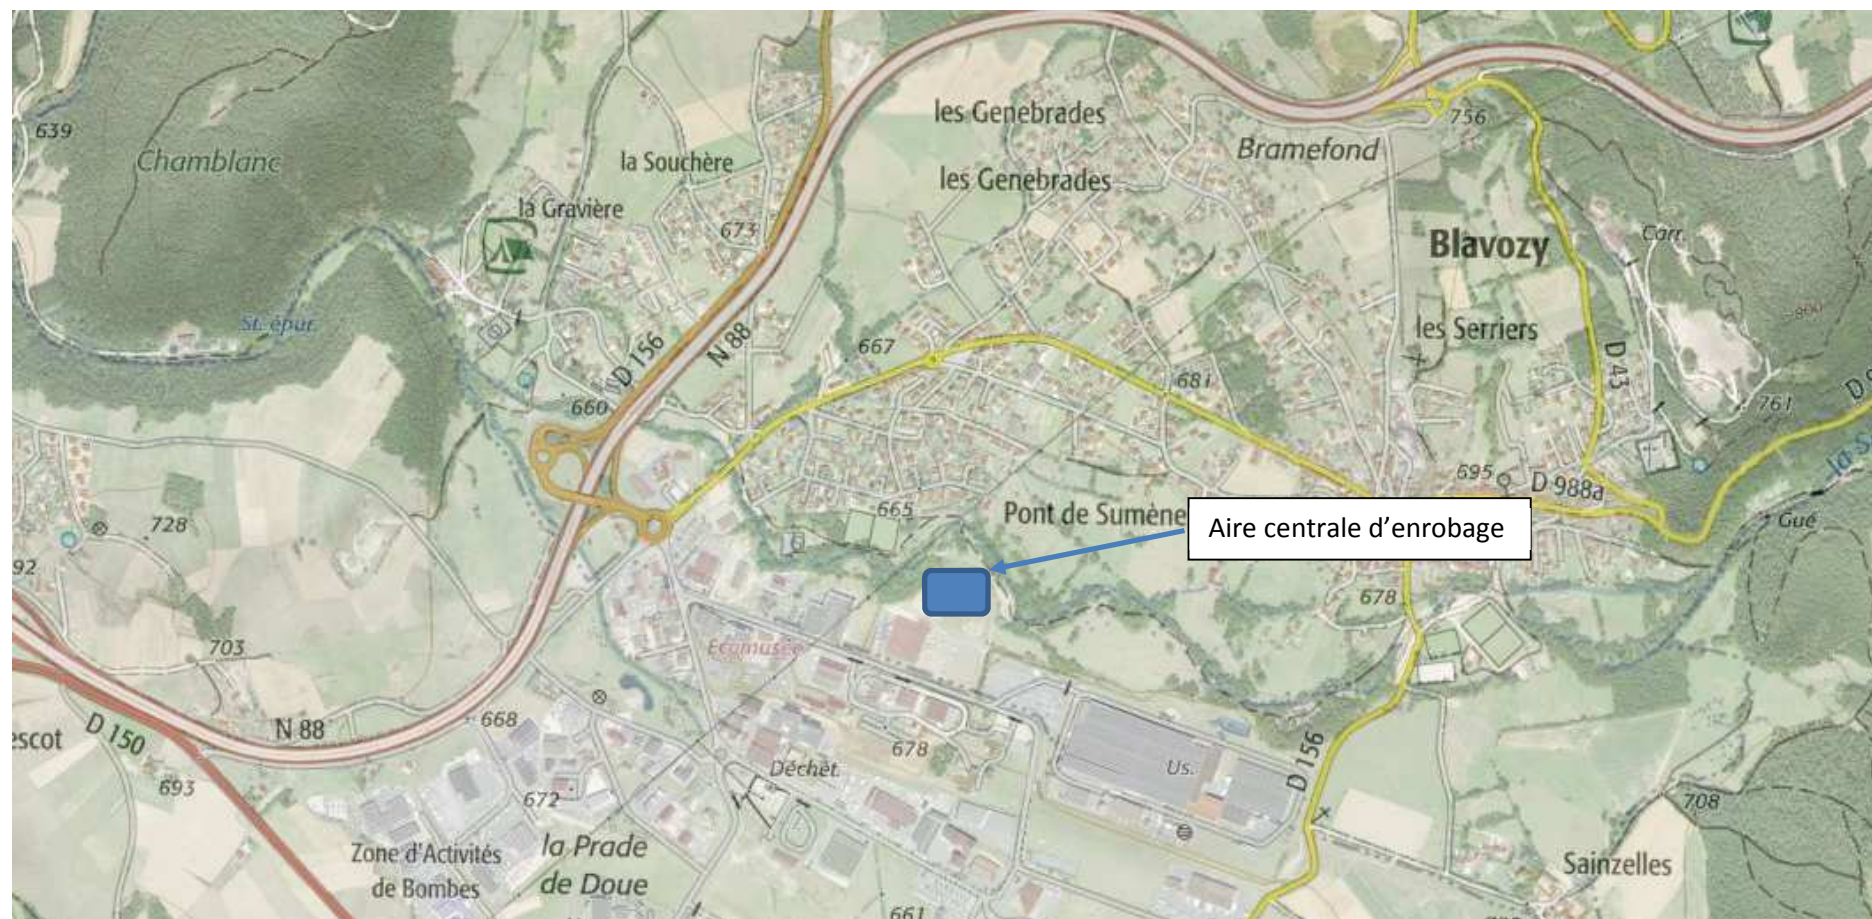 639
Chamblanc
la Souchère
la Gravière
673
les Genebrades
les Genebrades
Bramefond
756
Blavozy
Carr.
les Serriers
800
St. épur.
D 156
N 88
667
681
D 43
761
660
695
D 988a
Gué
728
92
665
Pont de Sumène
Aire centrale d’enrobage
678
703
Ecomusée
escot
D 150
N 88
668
678
Déchèt.
Us.
D 156
693
672
708
Zone d'Activités
de Bombes
la Prade
de Doue
661
Sainzelles